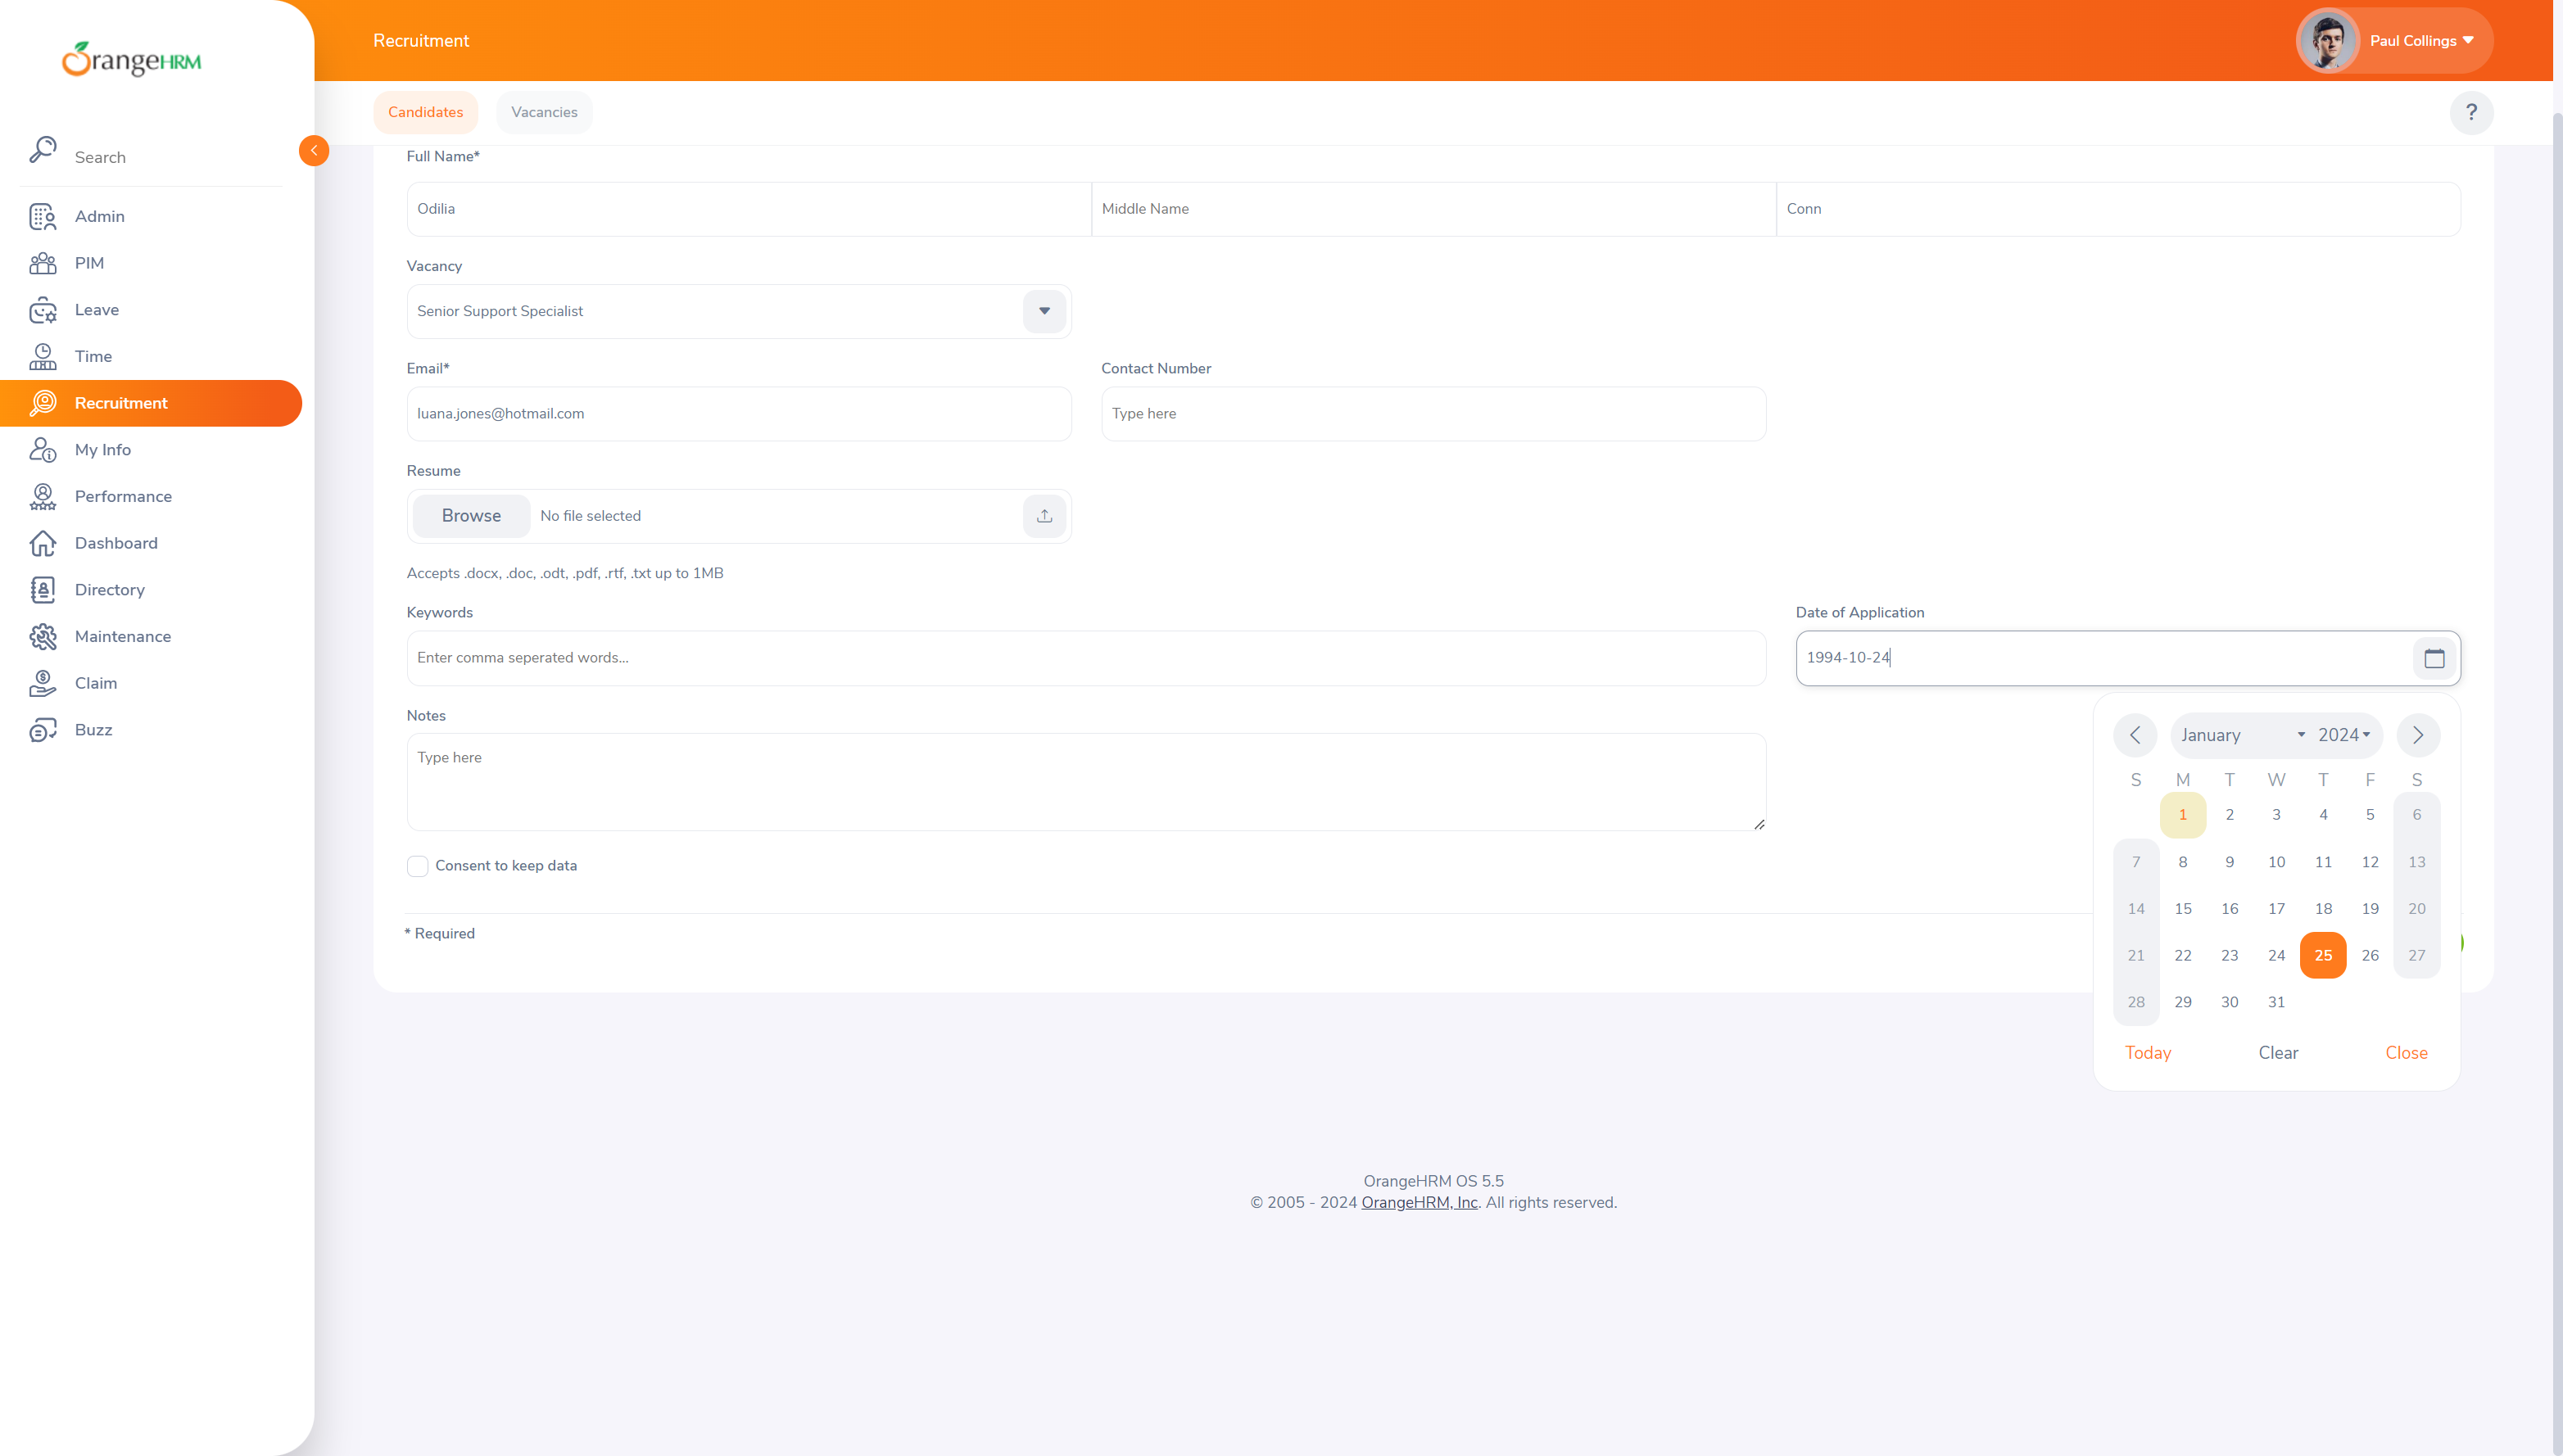 OrangeHRM
Search
Admin
PIM
Leave
Time
Recruitment
My Info
Performance
Dashboard
Directory
Maintenance
Claim
Buzz
Recruitment
Paul Collings
Candidates
Vacancies
?
Full Name*
Odilia
Middle Name
Conn
Vacancy
Senior Support Specialist
Email*
Contact Number
luana.jones@hotmail.com
Type here
Resume
Browse
No file selected
Accepts .docx, .doc, .odt, .pdf, .rtf, .txt up to 1MB
Keywords
Date of Application
Enter comma seperated words...
1994-10-24
Notes
Type here
January 2024
S M T W T F S
1 2 3 4 5 6
7 8 9 10 11 12 13
14 15 16 17 18 19 20
21 22 23 24 25 26 27
28 29 30 31
Today Clear Close
Consent to keep data
* Required
OrangeHRM OS 5.5
© 2005 - 2024 OrangeHRM, Inc. All rights reserved.